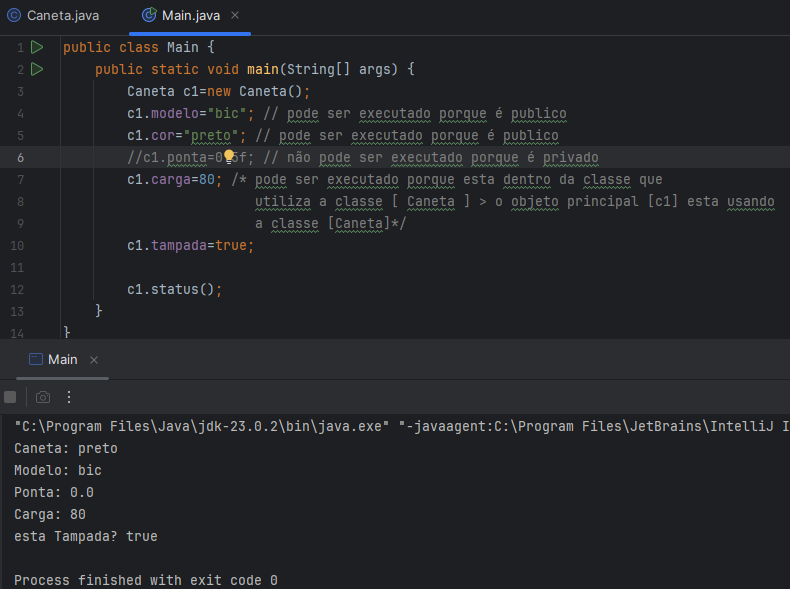 Caneta.java Main.java
1 public class Main {
2 public static void main(String[] args) {
3 Caneta c1=new Caneta();
4 c1.modelo="bic"; // pode ser executado porque é publico
5 c1.cor="preto"; // pode ser executado porque é publico
6 //c1.ponta=0.5f; // não pode ser executado porque é privado
7 c1.carga=80; /* pode ser executado porque esta dentro da classe que
8 utiliza a classe [ Caneta ] > o objeto principal [c1] esta usando
9 a classe [Caneta]*/
10 c1.tampada=true;
11
12 c1.status();
13 }
14 }
Main
"C:\Program Files\Java\jdk-23.0.2\bin\java.exe" "-javaagent:C:\Program Files\JetBrains\IntelliJ I
Caneta: preto
Modelo: bic
Ponta: 0.0
Carga: 80
esta Tampada? true
Process finished with exit code 0